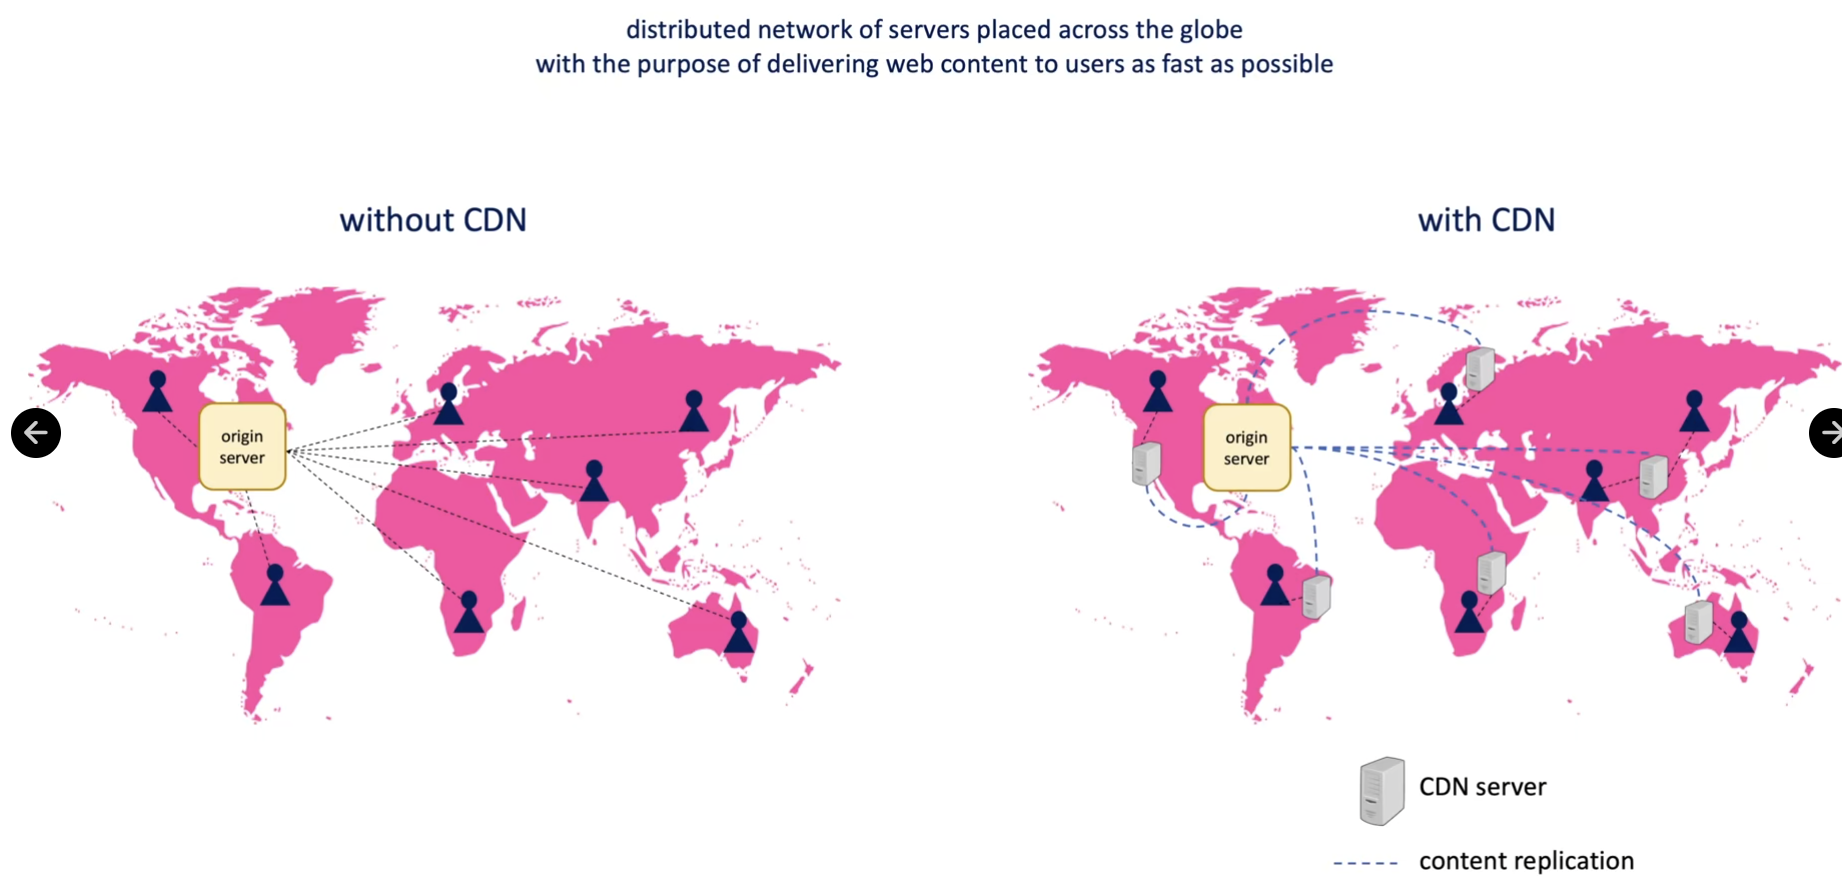 distributed network of servers placed across the globe
with the purpose of delivering web content to users as fast as possible
without CDN
with CDN
origin
server
origin
server
CDN server
content replication